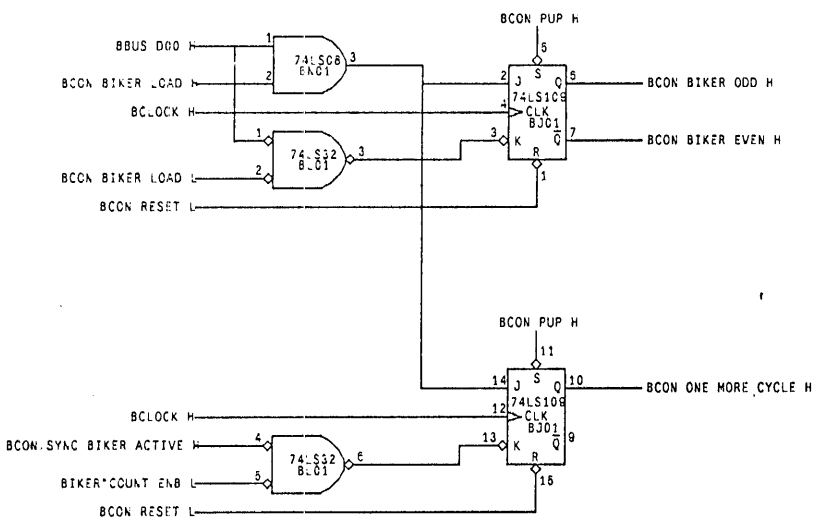 BCON PUP H
5
BBUS D00 H
1
74LS08
BN01
3
BCON BIKER LOAD H
2
2
J
S
Q
6
BCON BIKER ODD H
74LS109
BCLOCK H
4
CLK
BJ01
1
74LS32
BL01
3
3
K
Q
7
BCON BIKER EVEN H
BCON BIKER LOAD L
2
R
1
BCON RESET L
BCON PUP H
11
14
J
S
Q
10
BCON ONE MORE CYCLE H
74LS109
BCLOCK H
12
CLK
BJ01
BCON SYNC BIKER ACTIVE H
4
74LS32
BL01
6
13
K
Q
9
BIKER COUNT ENB L
5
R
15
BCON RESET L